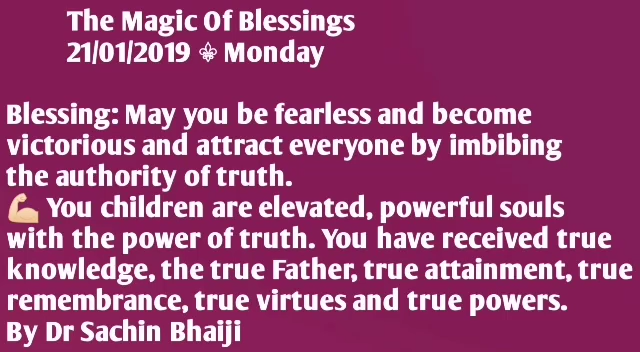 The Magic Of Blessings
21/01/2019 ⚜ Monday
Blessing: May you be fearless and become
victorious and attract everyone by imbibing
the authority of truth.
💪🏼 You children are elevated, powerful souls
with the power of truth. You have received true
knowledge, the true Father, true attainment, true
remembrance, true virtues and true powers.
By Dr Sachin Bhaiji